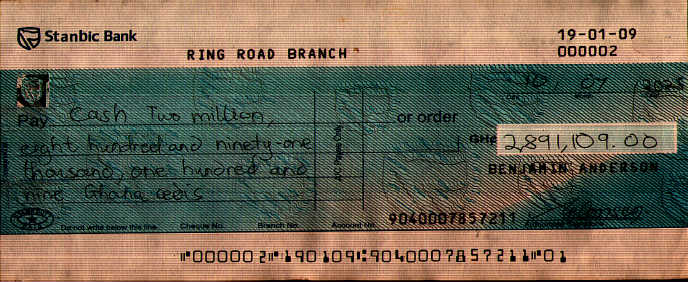 Stanbic Bank
19-01-09
RING ROAD BRANCH
000002
10 07 2025
Pay Cash Two million, or order
eight hundred and ninety-one
GHS 2,891,109.00
thousand, one hundred and
BENJAMIN ANDERSON
nine Ghana cedis
A/C Payee Only
9040007857211
Do not write below this line Cheque No. Branch No. Account No.
⑈000002⑈190109⑆9040007857211⑈01